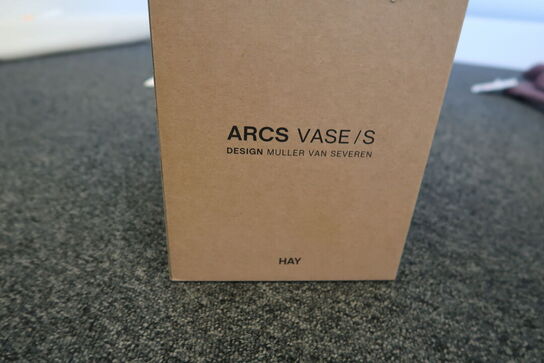 ARCS VASE/S
DESIGN MULLER VAN SEVEREN
HAY